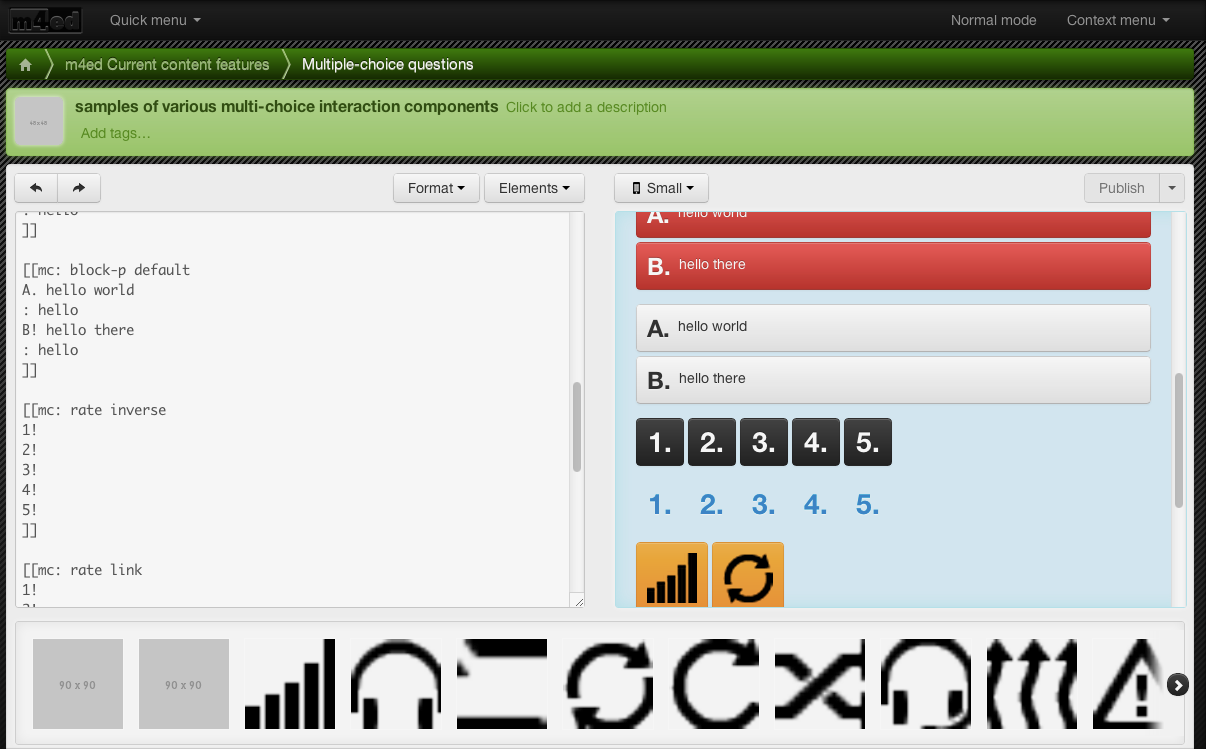 m4ed Quick menu Normal mode Context menu
m4ed Current content features Multiple-choice questions
samples of various multi-choice interaction components Click to add a description
48 x 48
Add tags…
Format Elements Small Publish
: hello
]]
[[mc: block-p default
A. hello world
: hello
B! hello there
: hello
]]
[[mc: rate inverse
1!
2!
3!
4!
5!
]]
[[mc: rate link
1!
2!
A. hello world
B. hello there
A. hello world
B. hello there
1. 2. 3. 4. 5.
1. 2. 3. 4. 5.
90 x 90 90 x 90